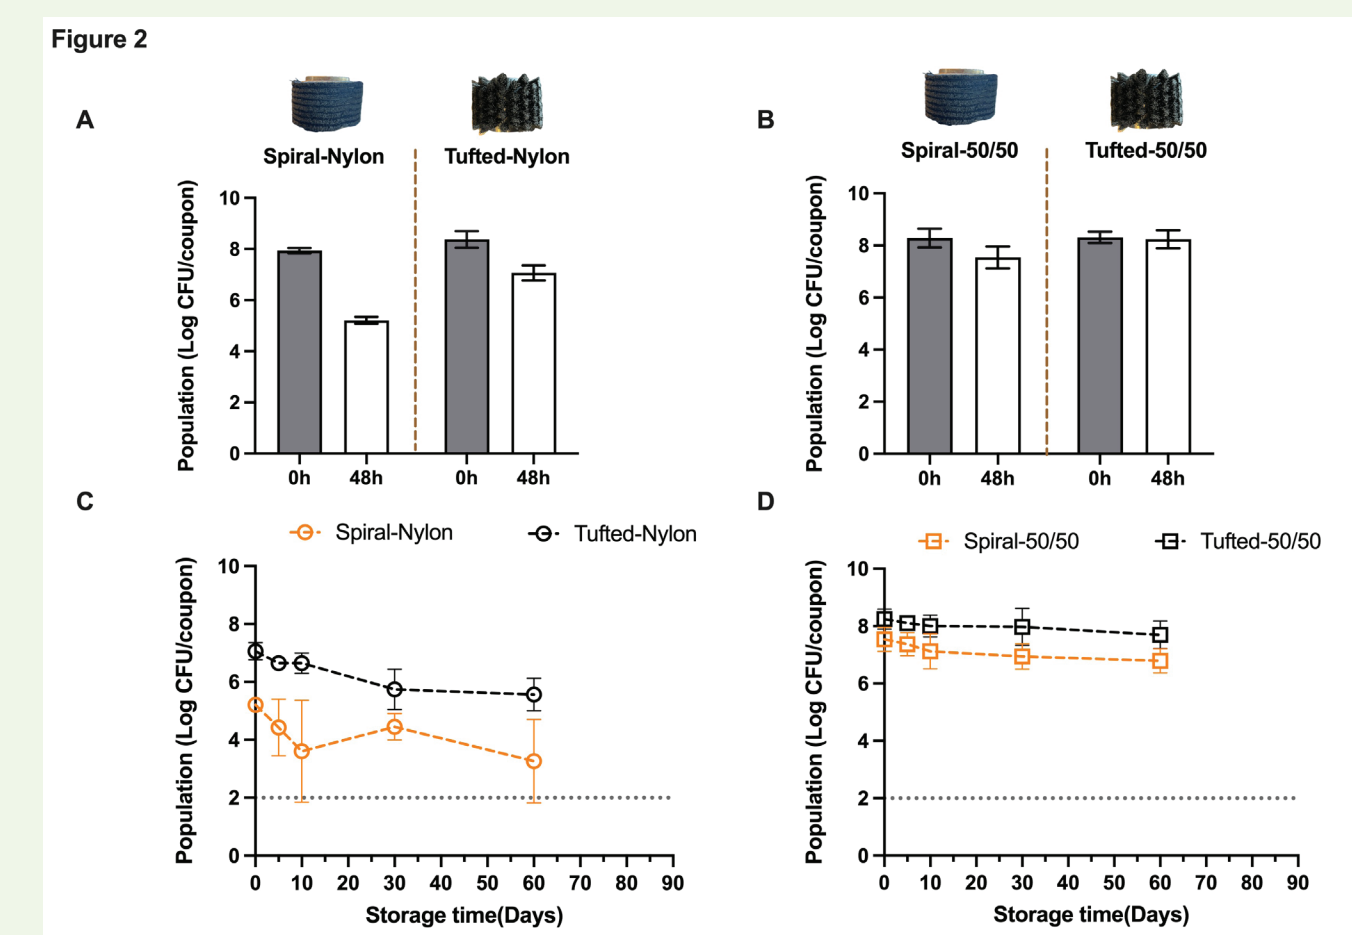 Figure 2
A
Spiral-Nylon
Tufted-Nylon
Population (Log CFU/coupon)
10
8
6
4
2
0
0h
48h
0h
48h
B
Spiral-50/50
Tufted-50/50
Population (Log CFU/coupon)
10
8
6
4
2
0
0h
48h
0h
48h
C
Spiral-Nylon
Tufted-Nylon
Population (Log CFU/coupon)
10
8
6
4
2
0
0 10 20 30 40 50 60 70 80 90
Storage time(Days)
D
Spiral-50/50
Tufted-50/50
Population (Log CFU/coupon)
10
8
6
4
2
0
0 10 20 30 40 50 60 70 80 90
Storage time(Days)